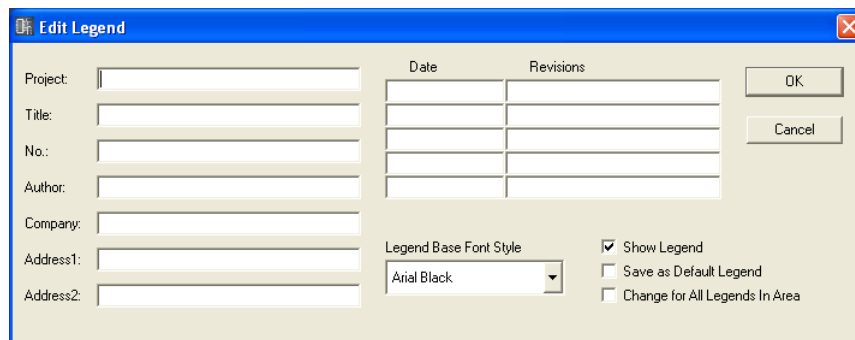 Edit Legend
Project:
Title:
No.:
Author:
Company:
Address1:
Address2:
Date Revisions
Legend Base Font Style
Arial Black
Show Legend
Save as Default Legend
Change for All Legends In Area
OK
Cancel